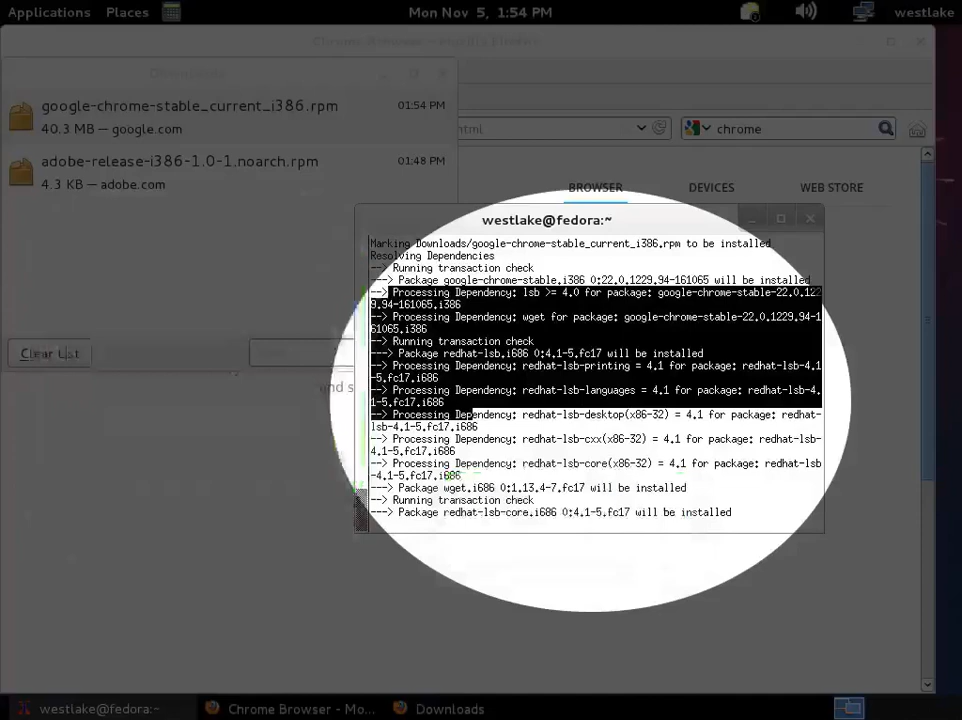 Applications Places
Mon Nov 5, 1:54 PM
westlake
google-chrome-stable_current_i386.rpm 01:54 PM
40.3 MB — google.com
adobe-release-i386-1.0-1.noarch.rpm 01:48 PM
4.3 KB — adobe.com
Clear List
html
chrome
BROWSER DEVICES WEB STORE
and s
westlake@fedora:~
Marking Downloads/google-chrome-stable_current_i386.rpm to be installed
Resolving Dependencies
--> Running transaction check
---> Package google-chrome-stable.i386 0:22.0.1229.94-161065 will be installed
--> Processing Dependency: lsb >= 4.0 for package: google-chrome-stable-22.0.122
9.94-161065.i386
--> Processing Dependency: wget for package: google-chrome-stable-22.0.1229.94-1
61065.i386
--> Running transaction check
---> Package redhat-lsb.i686 0:4.1-5.fc17 will be installed
--> Processing Dependency: redhat-lsb-printing = 4.1 for package: redhat-lsb-4.1
-5.fc17.i686
--> Processing Dependency: redhat-lsb-languages = 4.1 for package: redhat-lsb-4.
1-5.fc17.i686
--> Processing Dependency: redhat-lsb-desktop(x86-32) = 4.1 for package: redhat-
lsb-4.1-5.fc17.i686
--> Processing Dependency: redhat-lsb-cxx(x86-32) = 4.1 for package: redhat-lsb-
4.1-5.fc17.i686
--> Processing Dependency: redhat-lsb-core(x86-32) = 4.1 for package: redhat-lsb
-4.1-5.fc17.i686
---> Package wget.i686 0:1.13.4-7.fc17 will be installed
--> Running transaction check
---> Package redhat-lsb-core.i686 0:4.1-5.fc17 will be installed
westlake@fedora:~
Chrome Browser - Mo...
Downloads